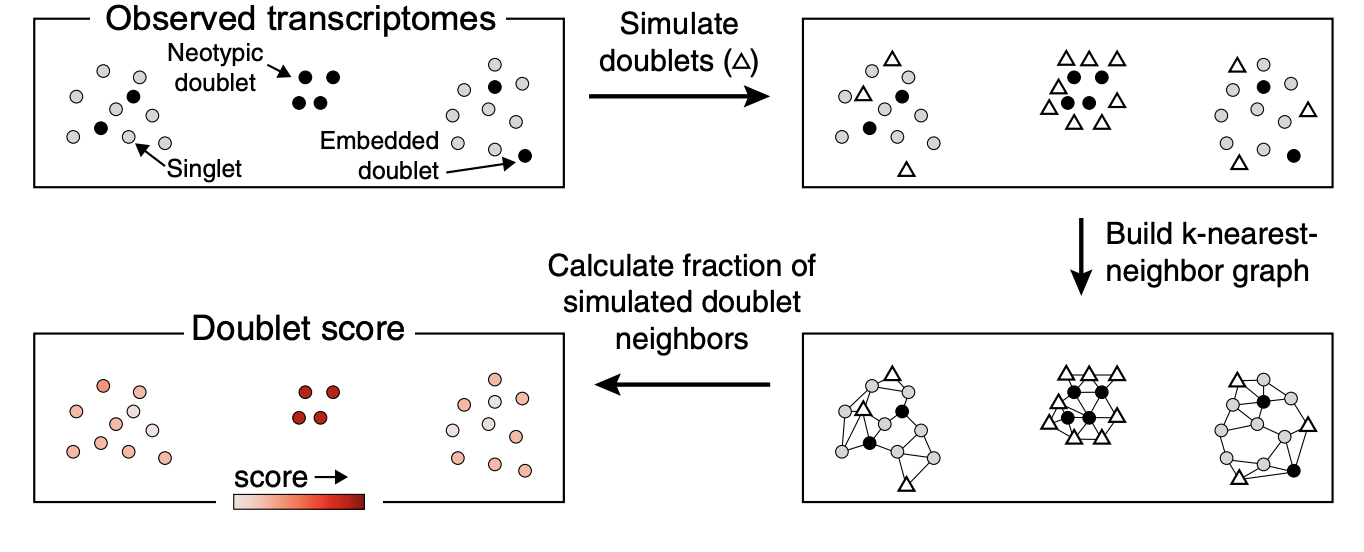 Observed transcriptomes
Neotypic
doublet
Embedded
doublet
Singlet
Simulate
doublets (△)
Build k-nearest-
neighbor graph
Calculate fraction of
simulated doublet
neighbors
Doublet score
score